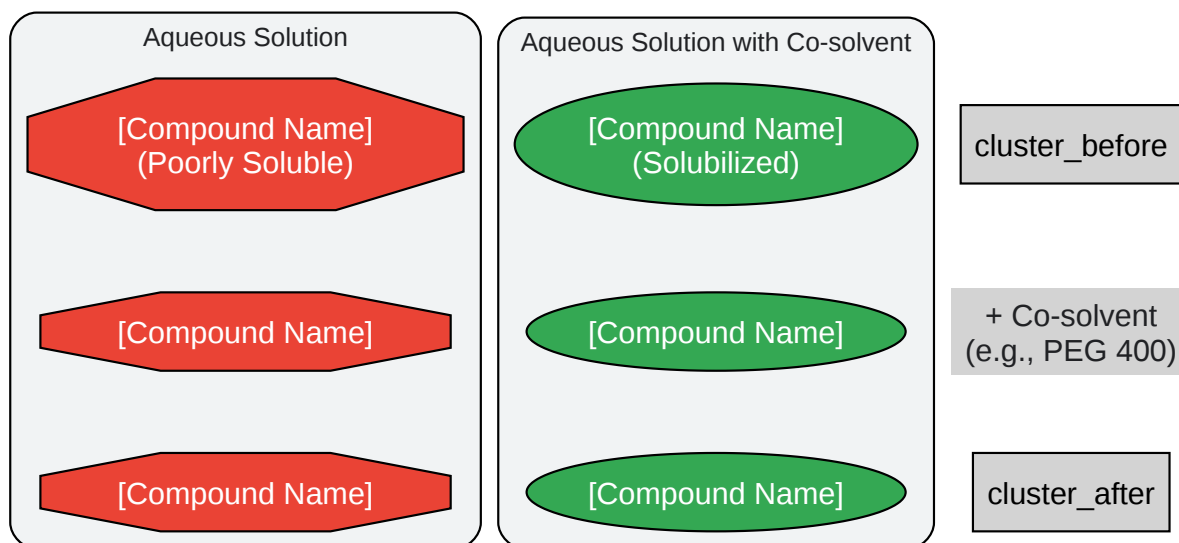 Aqueous Solution
[Compound Name]
(Poorly Soluble)
[Compound Name]
[Compound Name]
Aqueous Solution with Co-solvent
[Compound Name]
(Solubilized)
[Compound Name]
[Compound Name]
cluster_before
+ Co-solvent
(e.g., PEG 400)
cluster_after